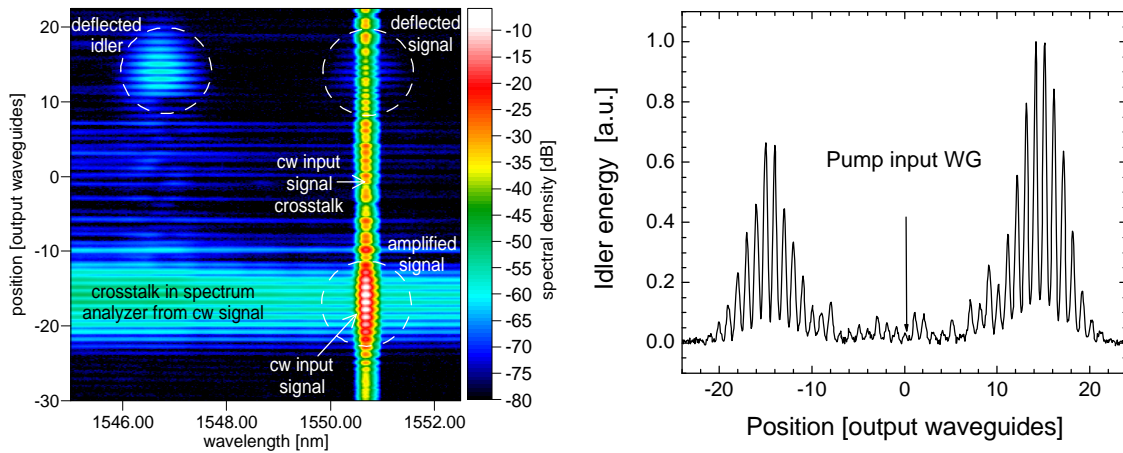 deflected
idler
deflected
signal
cw input
signal
crosstalk
amplified
signal
crosstalk in spectrum
analyzer from cw signal
cw input
signal
position [output waveguides]
20
10
0
-10
-20
-30
1546.00
1548.00
1550.00
1552.00
wavelength [nm]
-10
-15
-20
-25
-30
-35
-40
-45
-50
-55
-60
-65
-70
-75
-80
spectral density [dB]
Idler energy [a.u.]
1.0
0.8
0.6
0.4
0.2
0.0
Pump input WG
-20
-10
0
10
20
Position [output waveguides]